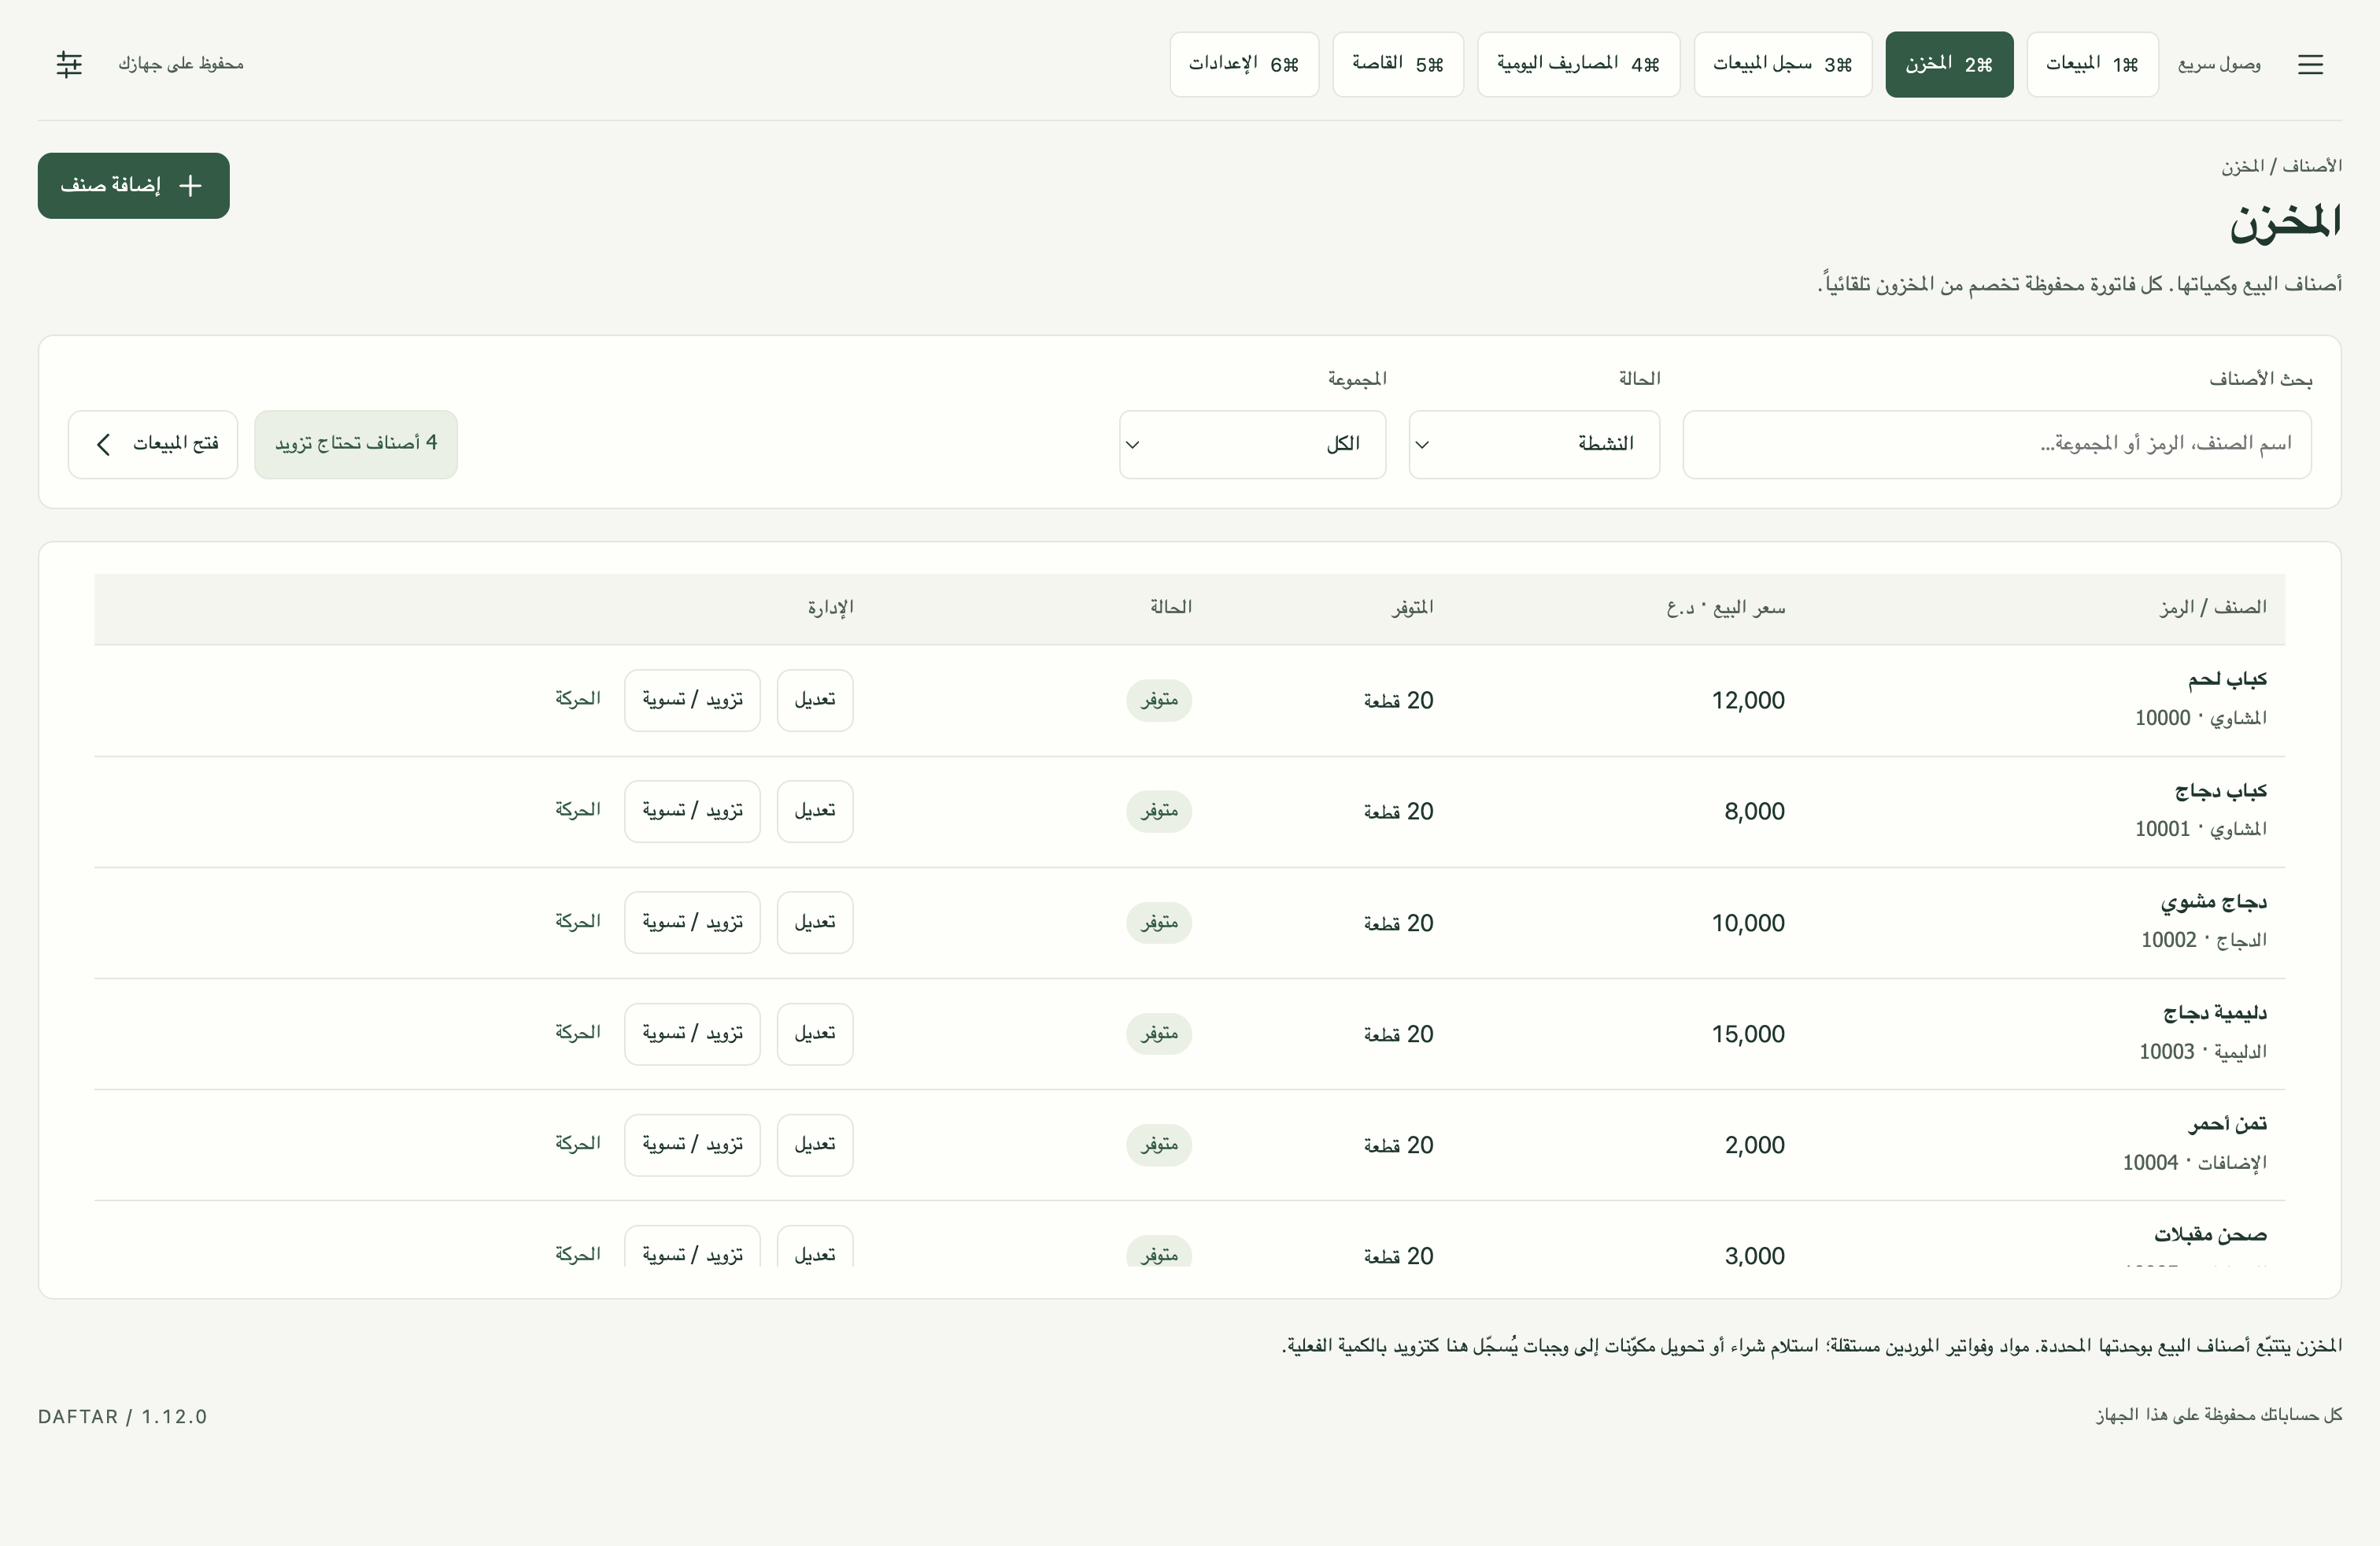 وصول سريع
⌘1 المبيعات
⌘2 المخزن
⌘3 سجل المبيعات
⌘4 المصاريف اليومية
⌘5 القاصة
⌘6 الإعدادات
محفوظ على جهازك
الأصناف / المخزن
المخزن
أصناف البيع وكمياتها. كل فاتورة محفوظة تخصم من المخزون تلقائياً.
إضافة صنف
بحث الأصناف
الحالة
المجموعة
اسم الصنف، الرمز أو المجموعة...
النشطة
الكل
4 أصناف تحتاج تزويد
فتح المبيعات
الصنف / الرمز
سعر البيع · د.ع
المتوفر
الحالة
الإدارة
كباب لحم
المشاوي · 10000
12,000
20 قطعة
متوفر
تعديل
تزويد / تسوية
الحركة
كباب دجاج
المشاوي · 10001
8,000
20 قطعة
متوفر
تعديل
تزويد / تسوية
الحركة
دجاج مشوي
الدجاج · 10002
10,000
20 قطعة
متوفر
تعديل
تزويد / تسوية
الحركة
دليمية دجاج
الدليمية · 10003
15,000
20 قطعة
متوفر
تعديل
تزويد / تسوية
الحركة
تمن أحمر
الإضافات · 10004
2,000
20 قطعة
متوفر
تعديل
تزويد / تسوية
الحركة
صحن مقبلات
3,000
20 قطعة
متوفر
تعديل
تزويد / تسوية
الحركة
المخزن يتتبّع أصناف البيع بوحدتها المحددة. مواد وفواتير الموردين مستقلة؛ استلام شراء أو تحويل مكوّنات إلى وجبات يُسجّل هنا كتزويد بالكمية الفعلية.
كل حساباتك محفوظة على هذا الجهاز
DAFTAR / 1.12.0